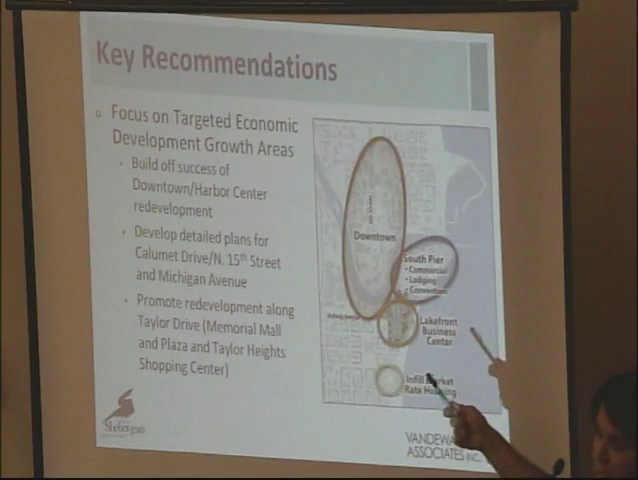 Key Recommendations
Focus on Targeted Economic
Development Growth Areas
Build off success of
Downtown/Harbor Center
redevelopment
Develop detailed plans for
Calumet Drive/N. 15th Street
and Michigan Avenue
Promote redevelopment along
Taylor Drive (Memorial Mall
and Plaza and Taylor Heights
Shopping Center)
Downtown
South Pier
• Commercial
• Lodging
• Convention
Lakefront
Business
Center
Infill Market
Rate Housing
Sheboygan
VANDEWA
ASSOCIATES INC.